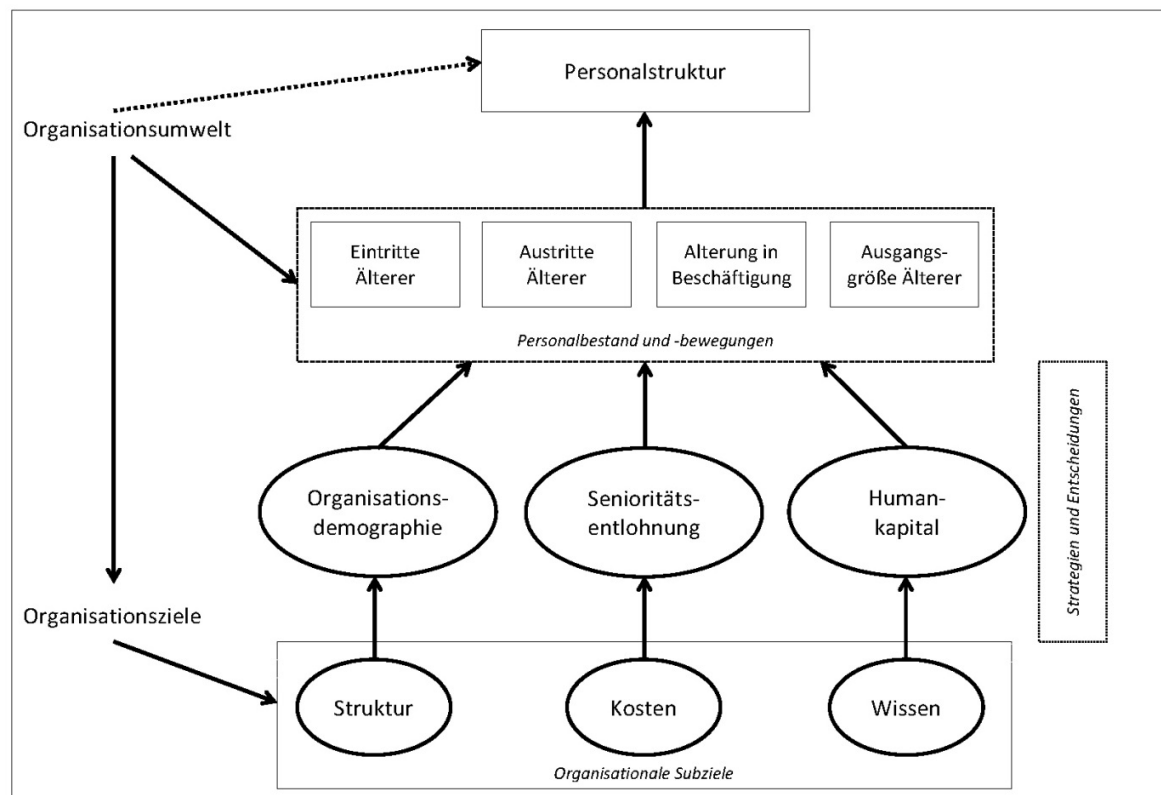 Personalstruktur
Organisationsumwelt
Eintritte
Älterer
Austritte
Älterer
Alterung in
Beschäftigung
Ausgangs-
größe Älterer
Personalbestand und -bewegungen
Strategien und Entscheidungen
Organisations-
demographie
Senioritäts-
entlohnung
Human-
kapital
Organisationsziele
Struktur
Kosten
Wissen
Organisationale Subziele